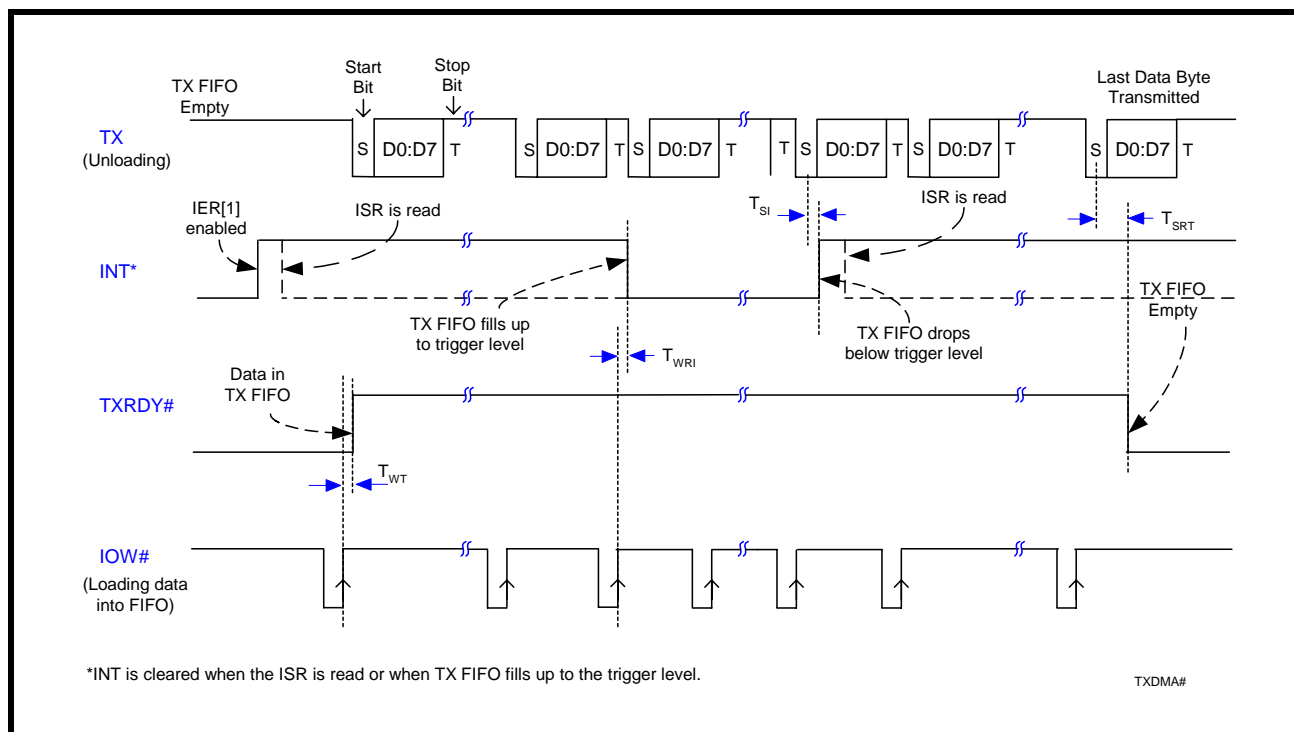 TX FIFO
Empty
Start
Bit
Stop
Bit
Last Data Byte
Transmitted
TX
(Unloading)
S D0:D7 T S D0:D7 T S D0:D7 T T S D0:D7 T S D0:D7 T S D0:D7 T
IER[1]
enabled
ISR is read
TSI
ISR is read
TSRT
INT*
TX FIFO fills up
to trigger level
TX FIFO drops
below trigger level
TX FIFO
Empty
TWRI
Data in
TX FIFO
TXRDY#
TWT
IOW#
(Loading data
into FIFO)
*INT is cleared when the ISR is read or when TX FIFO fills up to the trigger level.
TXDMA#